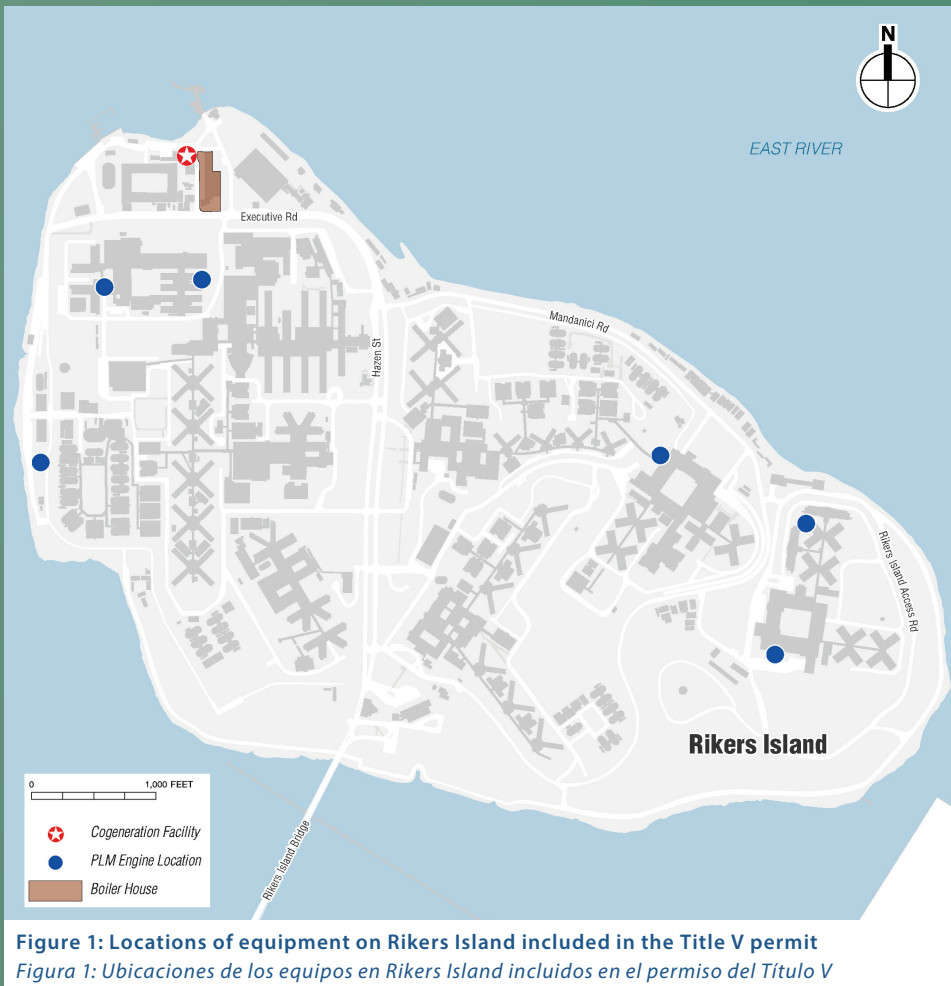 N
EAST RIVER
Executive Rd
Mandanici Rd
Hazen St
Rikers Island Access Rd
Rikers Island
0 1,000 FEET
Cogeneration Facility
PLM Engine Location
Boiler House
Rikers Island Bridge
Figure 1: Locations of equipment on Rikers Island included in the Title V permit
Figura 1: Ubicaciones de los equipos en Rikers Island incluidos en el permiso del Título V